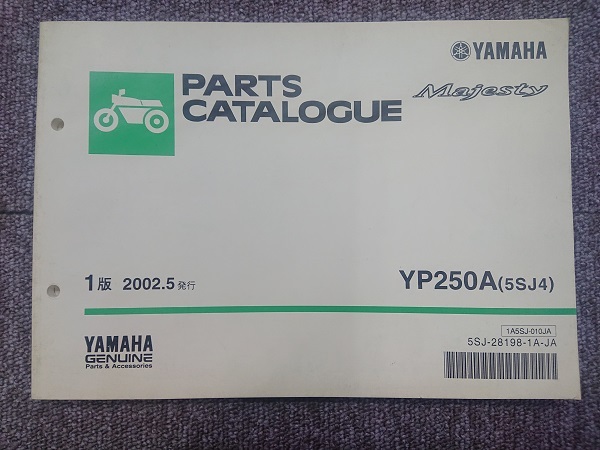 YAMAHA
PARTS
CATALOGUE
Majesty
1版 2002.5発行
YP250A(5SJ4)
YAMAHA
GENUINE
Parts & Accessories
1A5SJ-010JA
5SJ-28198-1A-JA